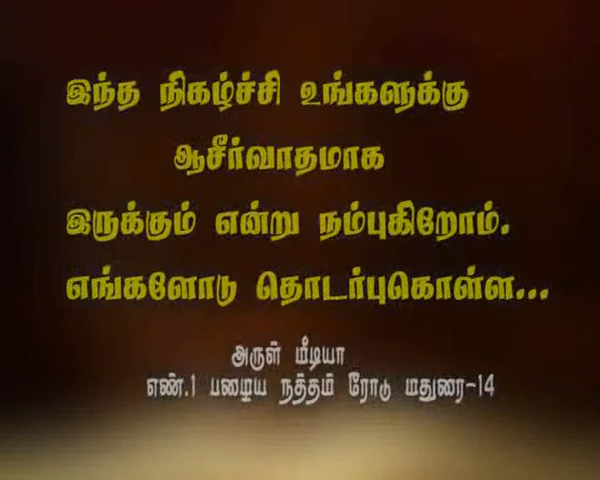 இந்த நிகழ்ச்சி உங்களுக்கு
ஆசீர்வாதமாக
இருக்கும் என்று நம்புகிறோம்.
எங்களோடு தொடர்புகொள்ள...
அருள் மீடியா
எண்.1 பழைய நத்தம் ரோடு மதுரை-14